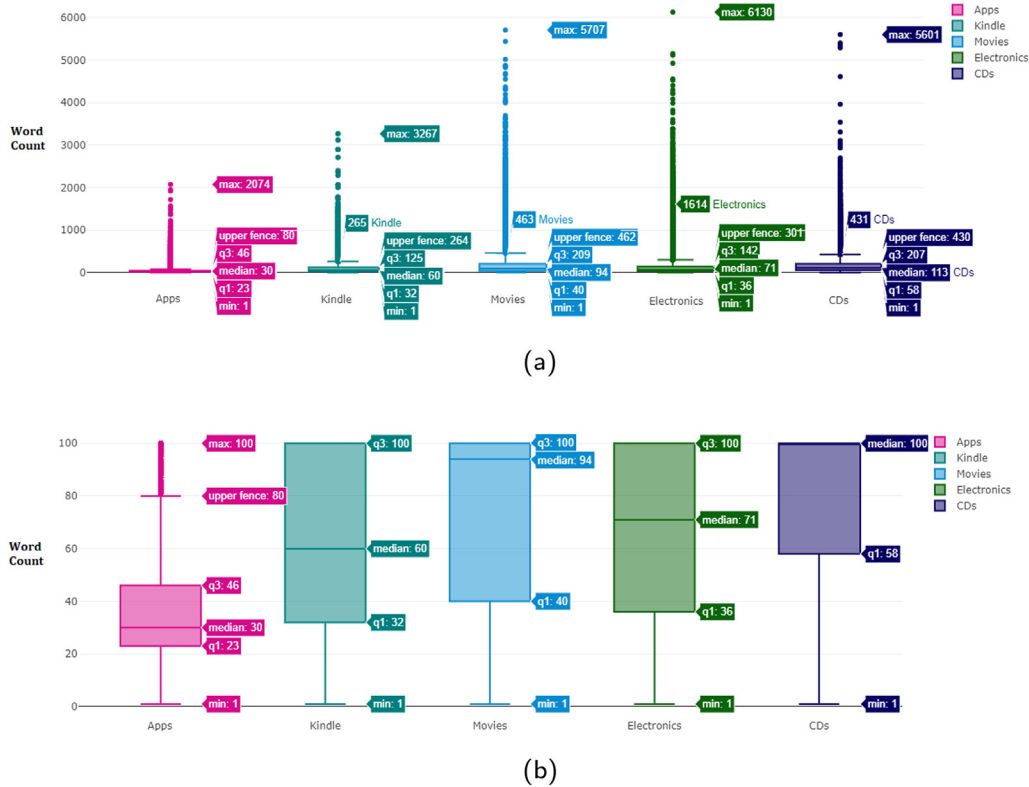 6000
5000
4000
3000
2000
1000
0
Word
Count
max: 2074
upper fence: 80
q3: 46
median: 30
q1: 23
min: 1
max: 3267
265 Kindle
upper fence: 264
q3: 125
median: 60
q1: 32
min: 1
max: 5707
463 Movies
upper fence: 462
q3: 209
median: 94
q1: 40
min: 1
max: 6130
1614 Electronics
upper fence: 301
q3: 142
median: 71
q1: 36
min: 1
max: 5601
431 CDs
upper fence: 430
q3: 207
median: 113 CDs
q1: 58
min: 1
Apps
Kindle
Movies
Electronics
CDs
Apps
Kindle
Movies
Electronics
CDs
(a)
100
80
60
40
20
0
Word
Count
max: 100
upper fence: 80
q3: 46
median: 30
q1: 23
min: 1
q3: 100
median: 60
q1: 32
min: 1
q3: 100
median: 94
q1: 40
min: 1
q3: 100
median: 71
q1: 36
min: 1
median: 100
q1: 58
min: 1
Apps
Kindle
Movies
Electronics
CDs
Apps
Kindle
Movies
Electronics
CDs
(b)